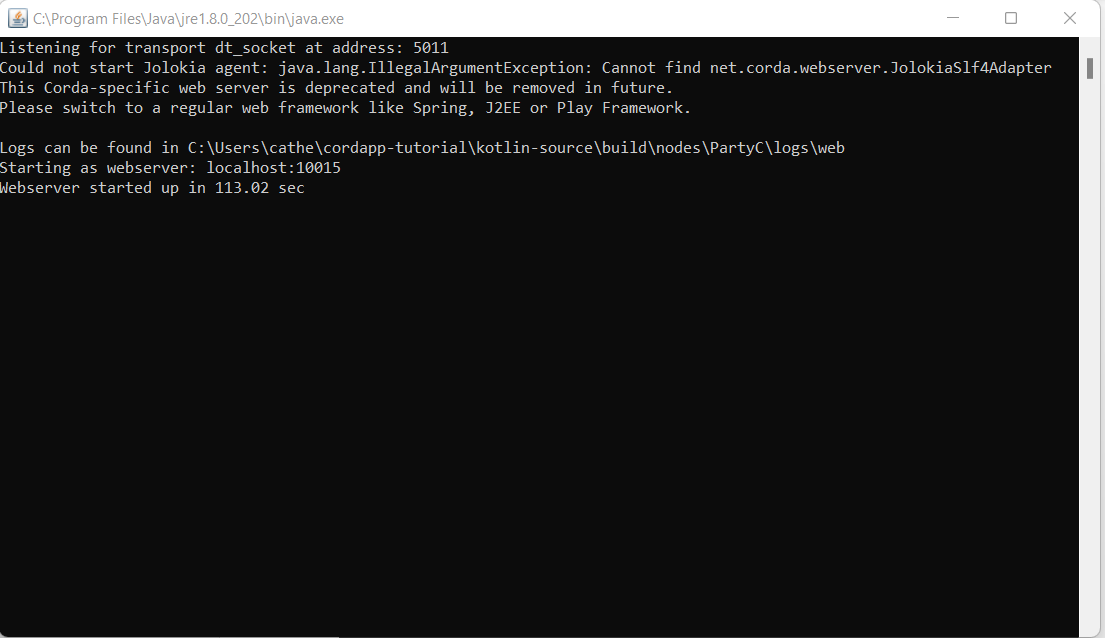 C:\Program Files\Java\jre1.8.0_202\bin\java.exe
Listening for transport dt_socket at address: 5011
Could not start Jolokia agent: java.lang.IllegalArgumentException: Cannot find net.corda.webserver.JolokiaSlf4Adapter
This Corda-specific web server is deprecated and will be removed in future.
Please switch to a regular web framework like Spring, J2EE or Play Framework.
Logs can be found in C:\Users\cathe\cordapp-tutorial\kotlin-source\build\nodes\PartyC\logs\web
Starting as webserver: localhost:10015
Webserver started up in 113.02 sec